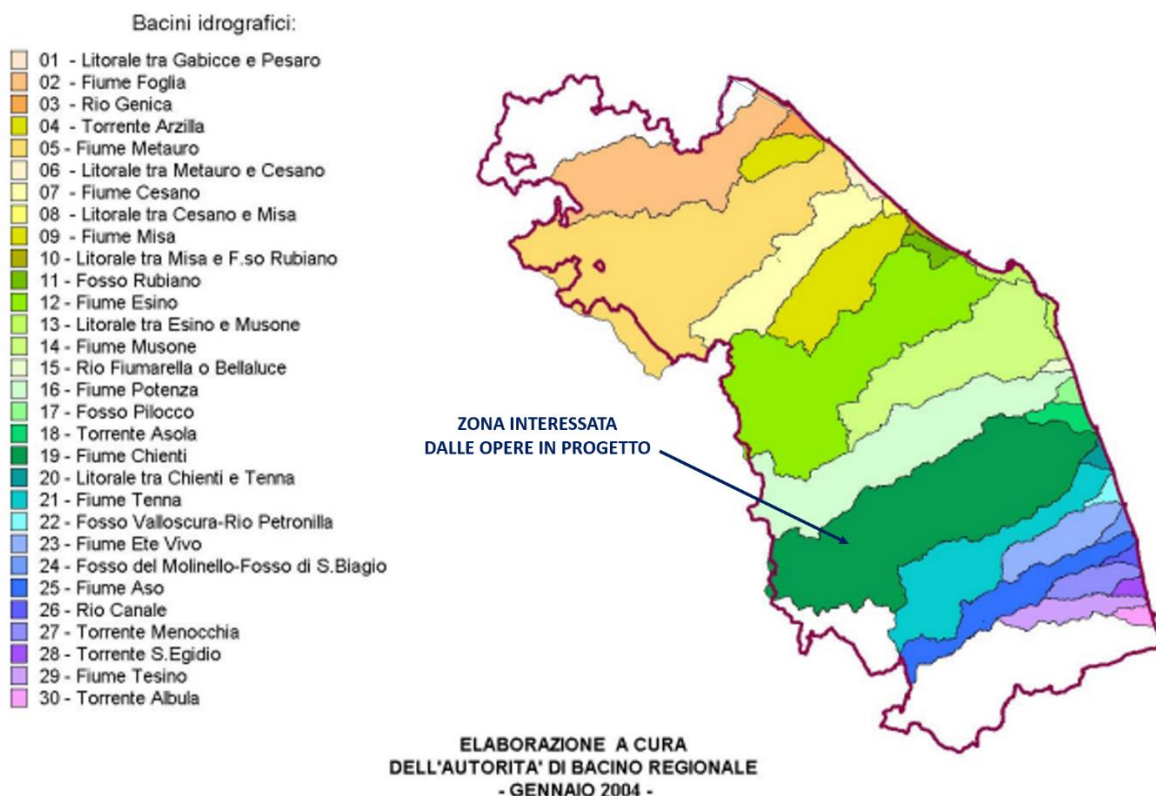 Bacini idrografici:
01 - Litorale tra Gabicce e Pesaro
02 - Fiume Foglia
03 - Rio Genica
04 - Torrente Arzilla
05 - Fiume Metauro
06 - Litorale tra Metauro e Cesano
07 - Fiume Cesano
08 - Litorale tra Cesano e Misa
09 - Fiume Misa
10 - Litorale tra Misa e F.so Rubiano
11 - Fosso Rubiano
12 - Fiume Esino
13 - Litorale tra Esino e Musone
14 - Fiume Musone
15 - Rio Fiumarella o Bellaluce
16 - Fiume Potenza
17 - Fosso Pilocco
18 - Torrente Asola
19 - Fiume Chienti
20 - Litorale tra Chienti e Tenna
21 - Fiume Tenna
22 - Fosso Valloscura-Rio Petronilla
23 - Fiume Ete Vivo
24 - Fosso del Molinello-Fosso di S.Biagio
25 - Fiume Aso
26 - Rio Canale
27 - Torrente Menocchia
28 - Torrente S.Egidio
29 - Fiume Tesino
30 - Torrente Albula
ZONA INTERESSATA
DALLE OPERE IN PROGETTO
ELABORAZIONE A CURA
DELL'AUTORITA' DI BACINO REGIONALE
- GENNAIO 2004 -